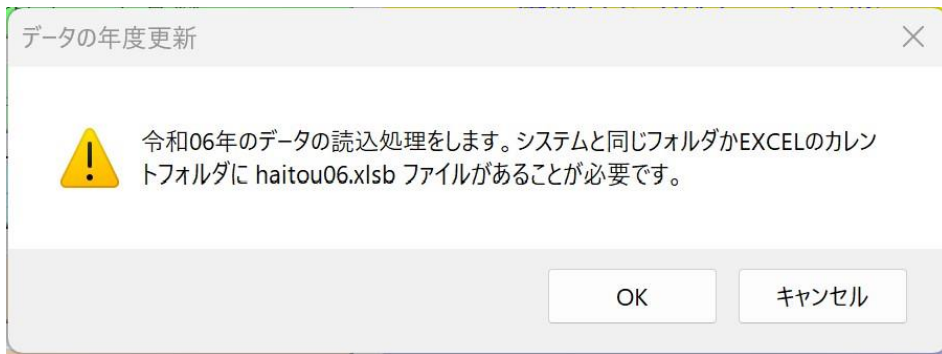 データの年度更新
令和06年のデータの読込処理をします。システムと同じフォルダかEXCELのカレン
トフォルダに haitou06.xlsb ファイルがあることが必要です。
OK
キャンセル